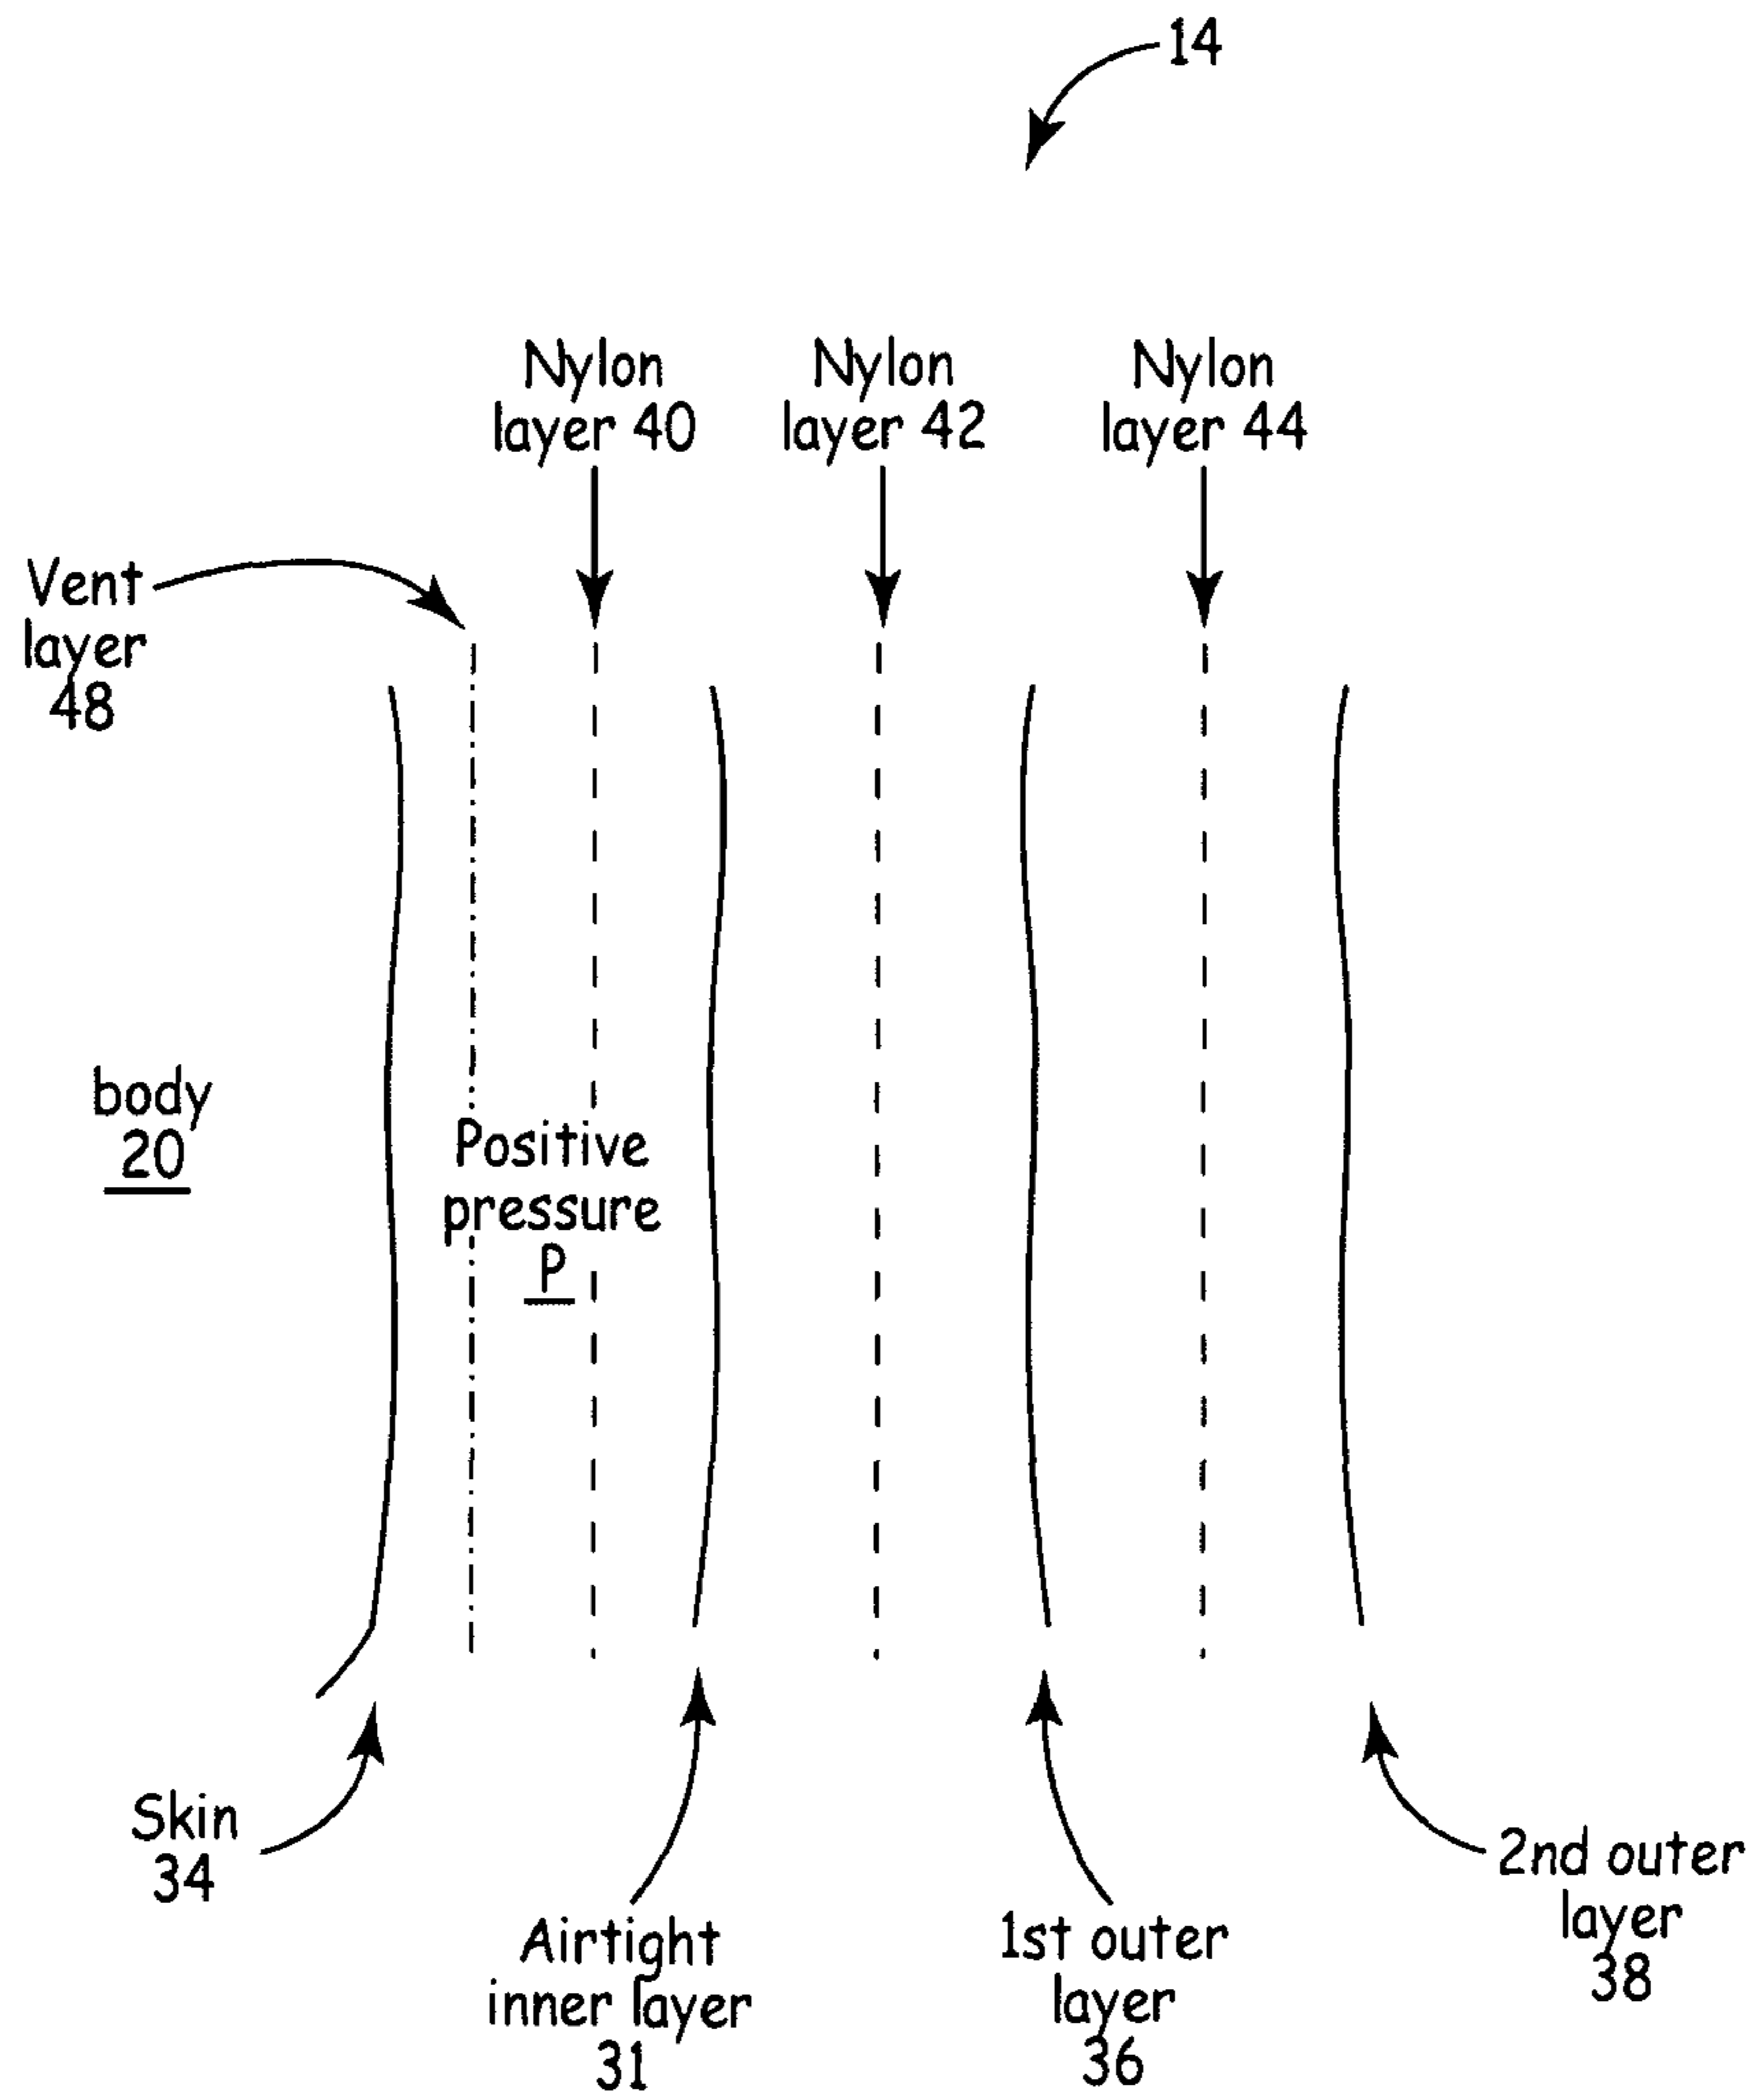 14
Nylon
layer 40
Nylon
layer 42
Nylon
layer 44
Vent
layer
48
body
20
Positive
pressure
P
Skin
34
Airtight
inner layer
31
1st outer
layer
36
2nd outer
layer
38